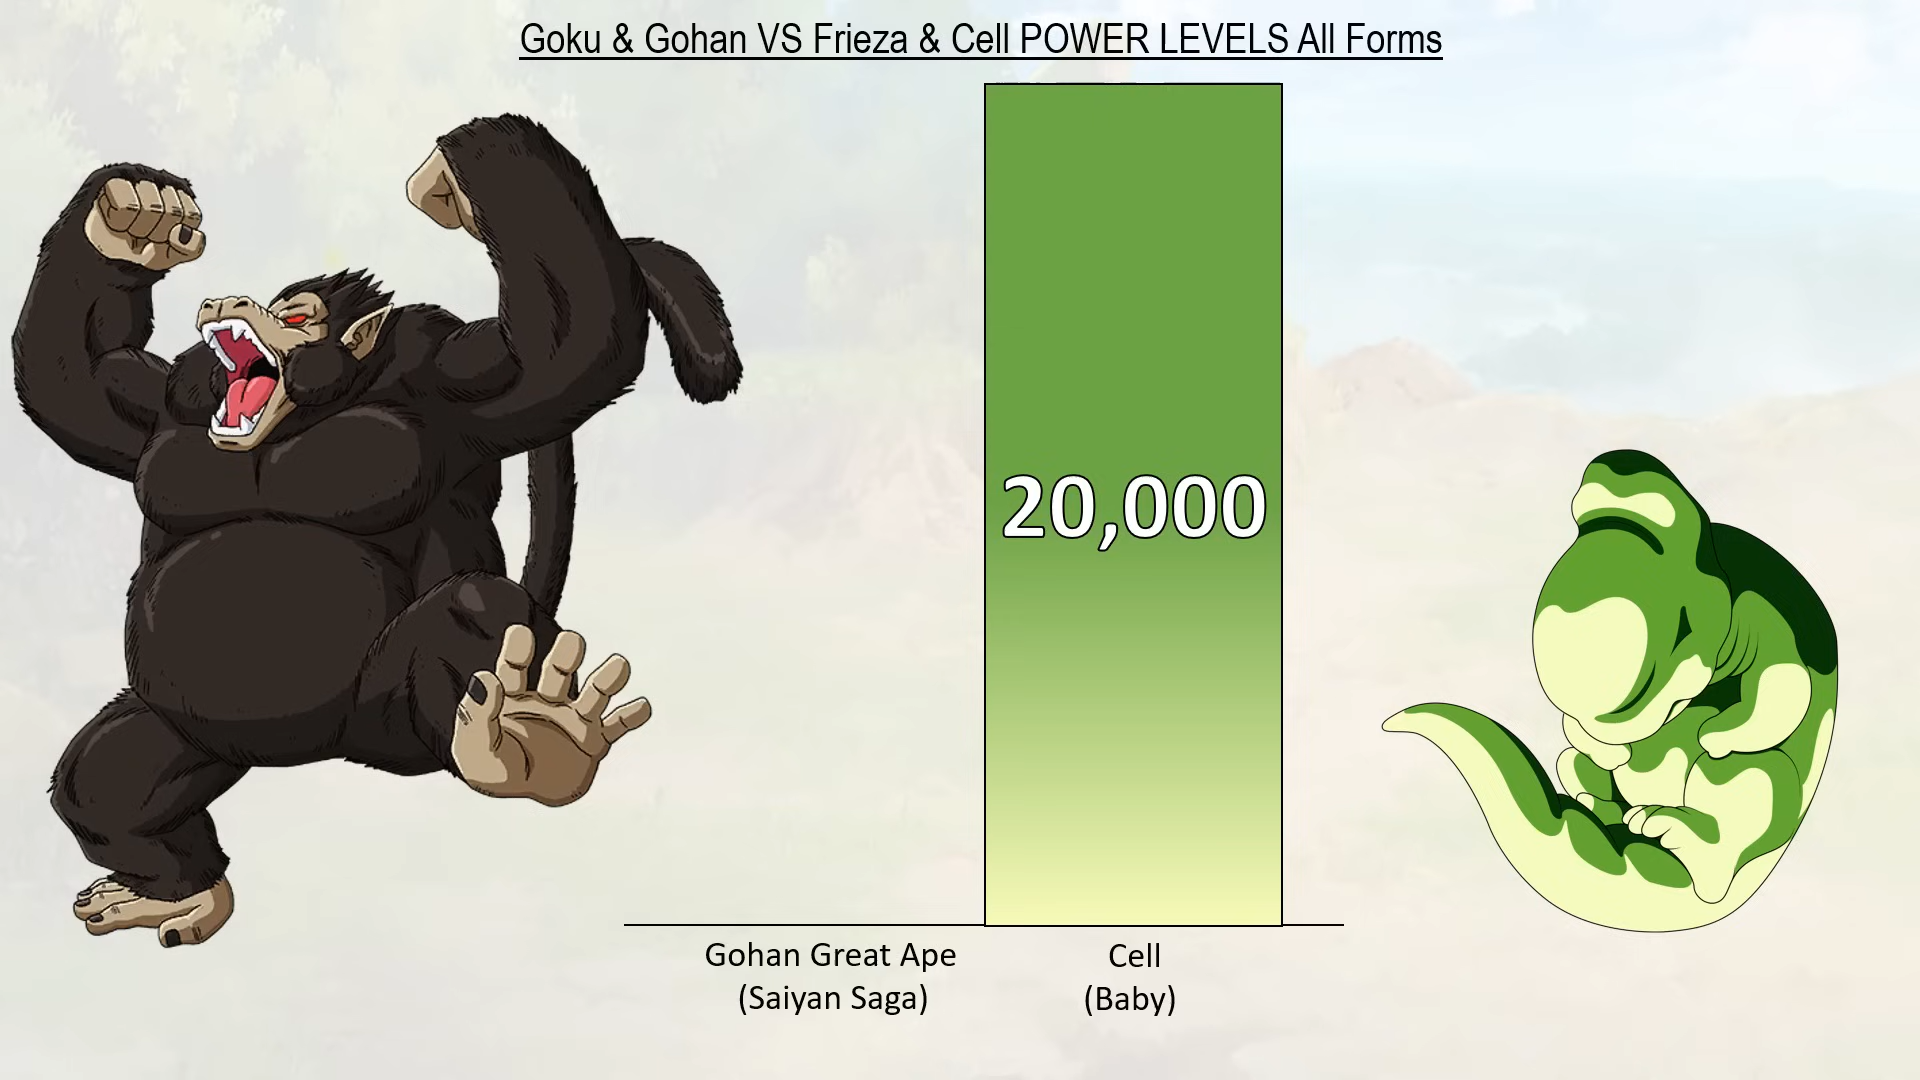 Goku & Gohan VS Frieza & Cell POWER LEVELS All Forms
20,000
Gohan Great Ape
(Saiyan Saga)
Cell
(Baby)